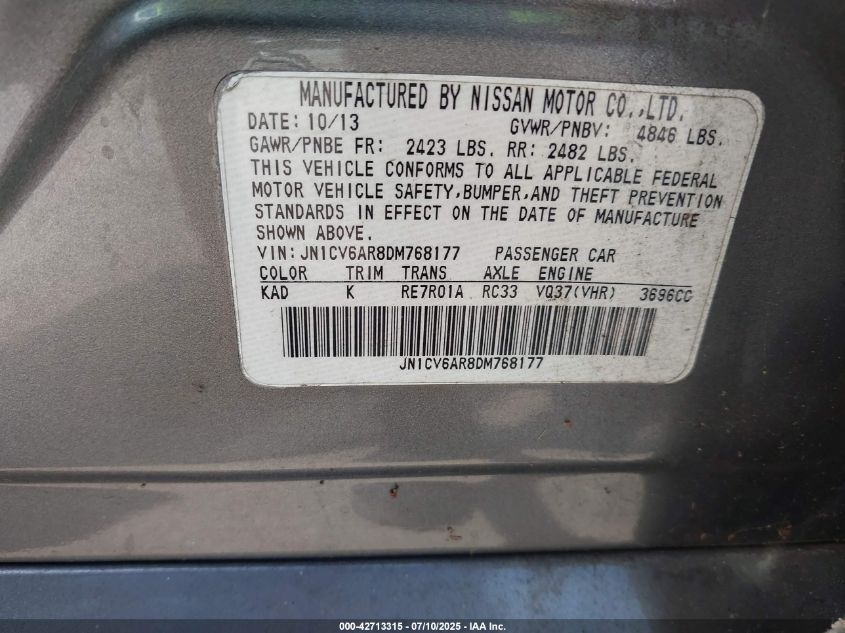 MANUFACTURED BY NISSAN MOTOR CO.,LTD.
DATE: 10/13 GVWR/PNBV: 4846 LBS.
GAWR/PNBE FR: 2423 LBS. RR: 2482 LBS.
THIS VEHICLE CONFORMS TO ALL APPLICABLE FEDERAL
MOTOR VEHICLE SAFETY,BUMPER,AND THEFT PREVENTION
STANDARDS IN EFFECT ON THE DATE OF MANUFACTURE
SHOWN ABOVE.
VIN:JN1CV6AR8DM768177 PASSENGER CAR
COLOR TRIM TRANS AXLE ENGINE
KAD K RE7R01A RC33 VQ37(VHR) 3696CC
JN1CV6AR8DM768177
000-42713315 - 07/10/2025 - IAA Inc.